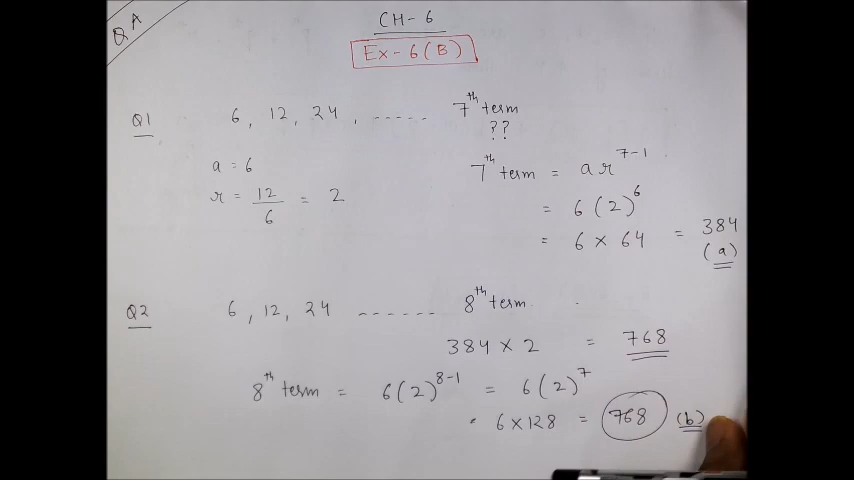 QA
CH- 6
Ex- 6(B)
Q1 6, 12, 24, ..... 7th term
??
a = 6
r = 12/6 = 2
7th term = ar^7-1
= 6(2)^6
= 6 × 64 = 384
(a)
Q2 6, 12, 24 ------- 8th term
384 × 2 = 768
8th term = 6(2)^8-1 = 6(2)^7
= 6×128 = 768 (b)